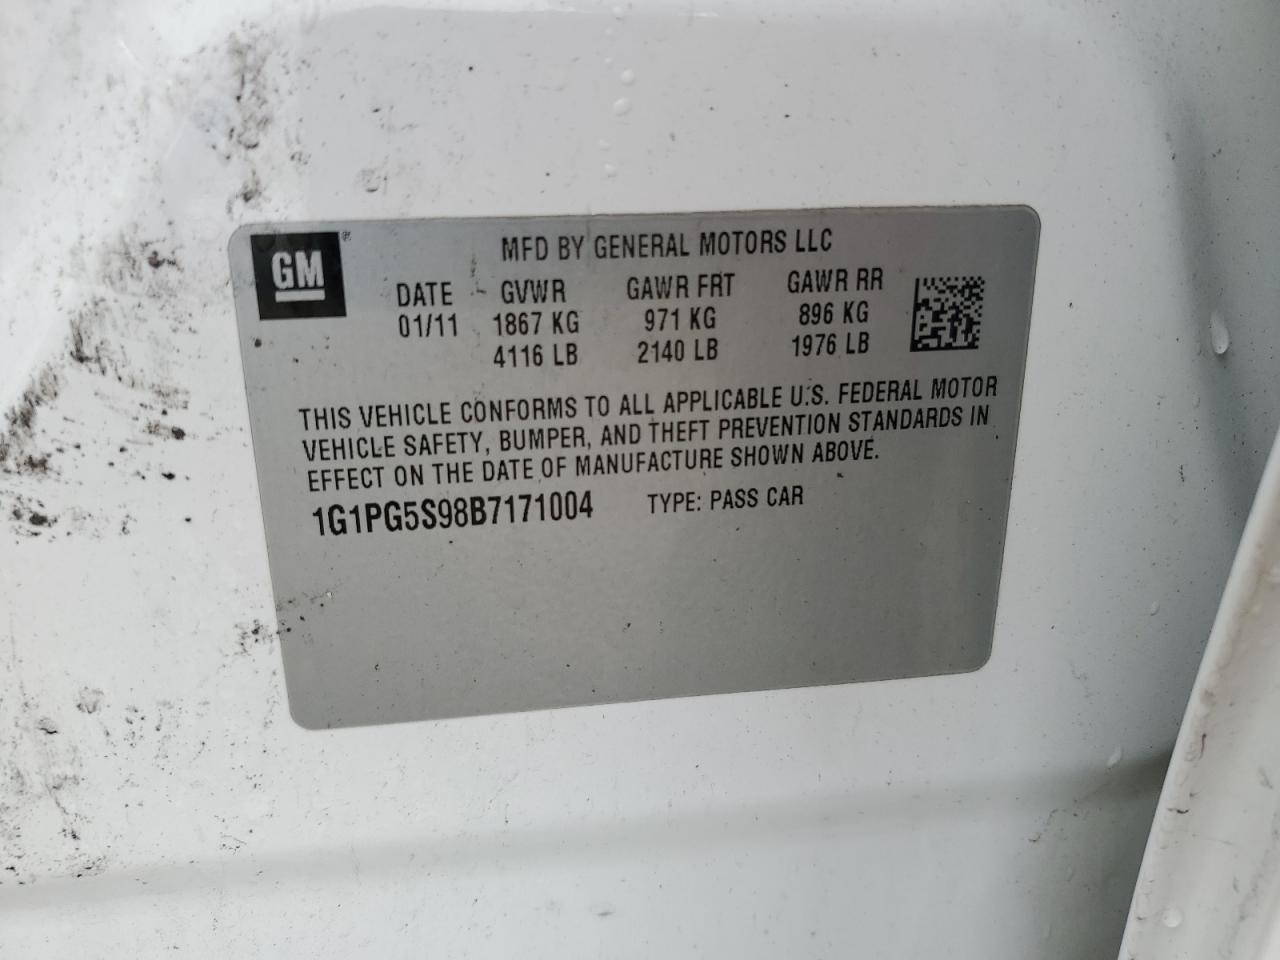 GM®
MFD BY GENERAL MOTORS LLC
DATE GVWR GAWR FRT GAWR RR
01/11 1867 KG 971 KG 896 KG
4116 LB 2140 LB 1976 LB
THIS VEHICLE CONFORMS TO ALL APPLICABLE U.S. FEDERAL MOTOR
VEHICLE SAFETY, BUMPER, AND THEFT PREVENTION STANDARDS IN
EFFECT ON THE DATE OF MANUFACTURE SHOWN ABOVE.
1G1PG5S98B7171004 TYPE: PASS CAR